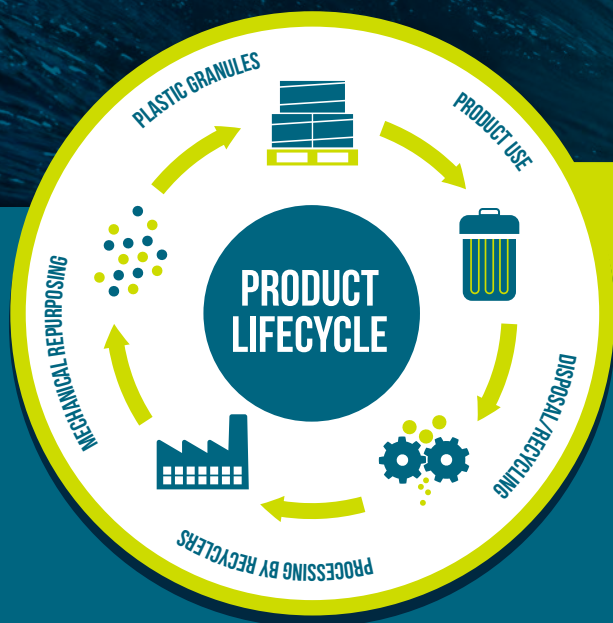 PLASTIC GRANULES
PRODUCT USE
DISPOSAL/RECYCLING
PROCESSING BY RECYCLERS
MECHANICAL REPURPOSING
PRODUCT
LIFECYCLE